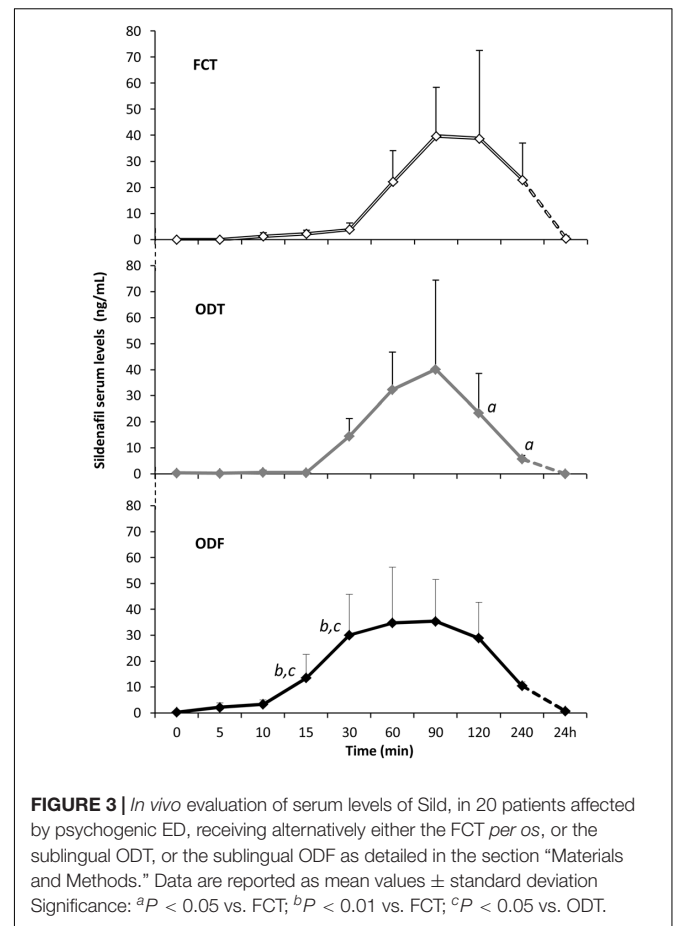 80
70
60
50
40
30
20
10
0
FCT
80
70
60
50
40
30
20
10
0
ODT
a
a
Sildenafil serum levels (ng/mL)
80
70
60
50
40
30
20
10
0
ODF
b,c
b,c
0 5 10 15 30 60 90 120 240 24h
Time (min)
FIGURE 3 | In vivo evaluation of serum levels of Sild, in 20 patients affected
by psychogenic ED, receiving alternatively either the FCT per os, or the
sublingual ODT, or the sublingual ODF as detailed in the section “Materials
and Methods.” Data are reported as mean values ± standard deviation
Significance: ᵃP < 0.05 vs. FCT; ᵇP < 0.01 vs. FCT; ᶜP < 0.05 vs. ODT.